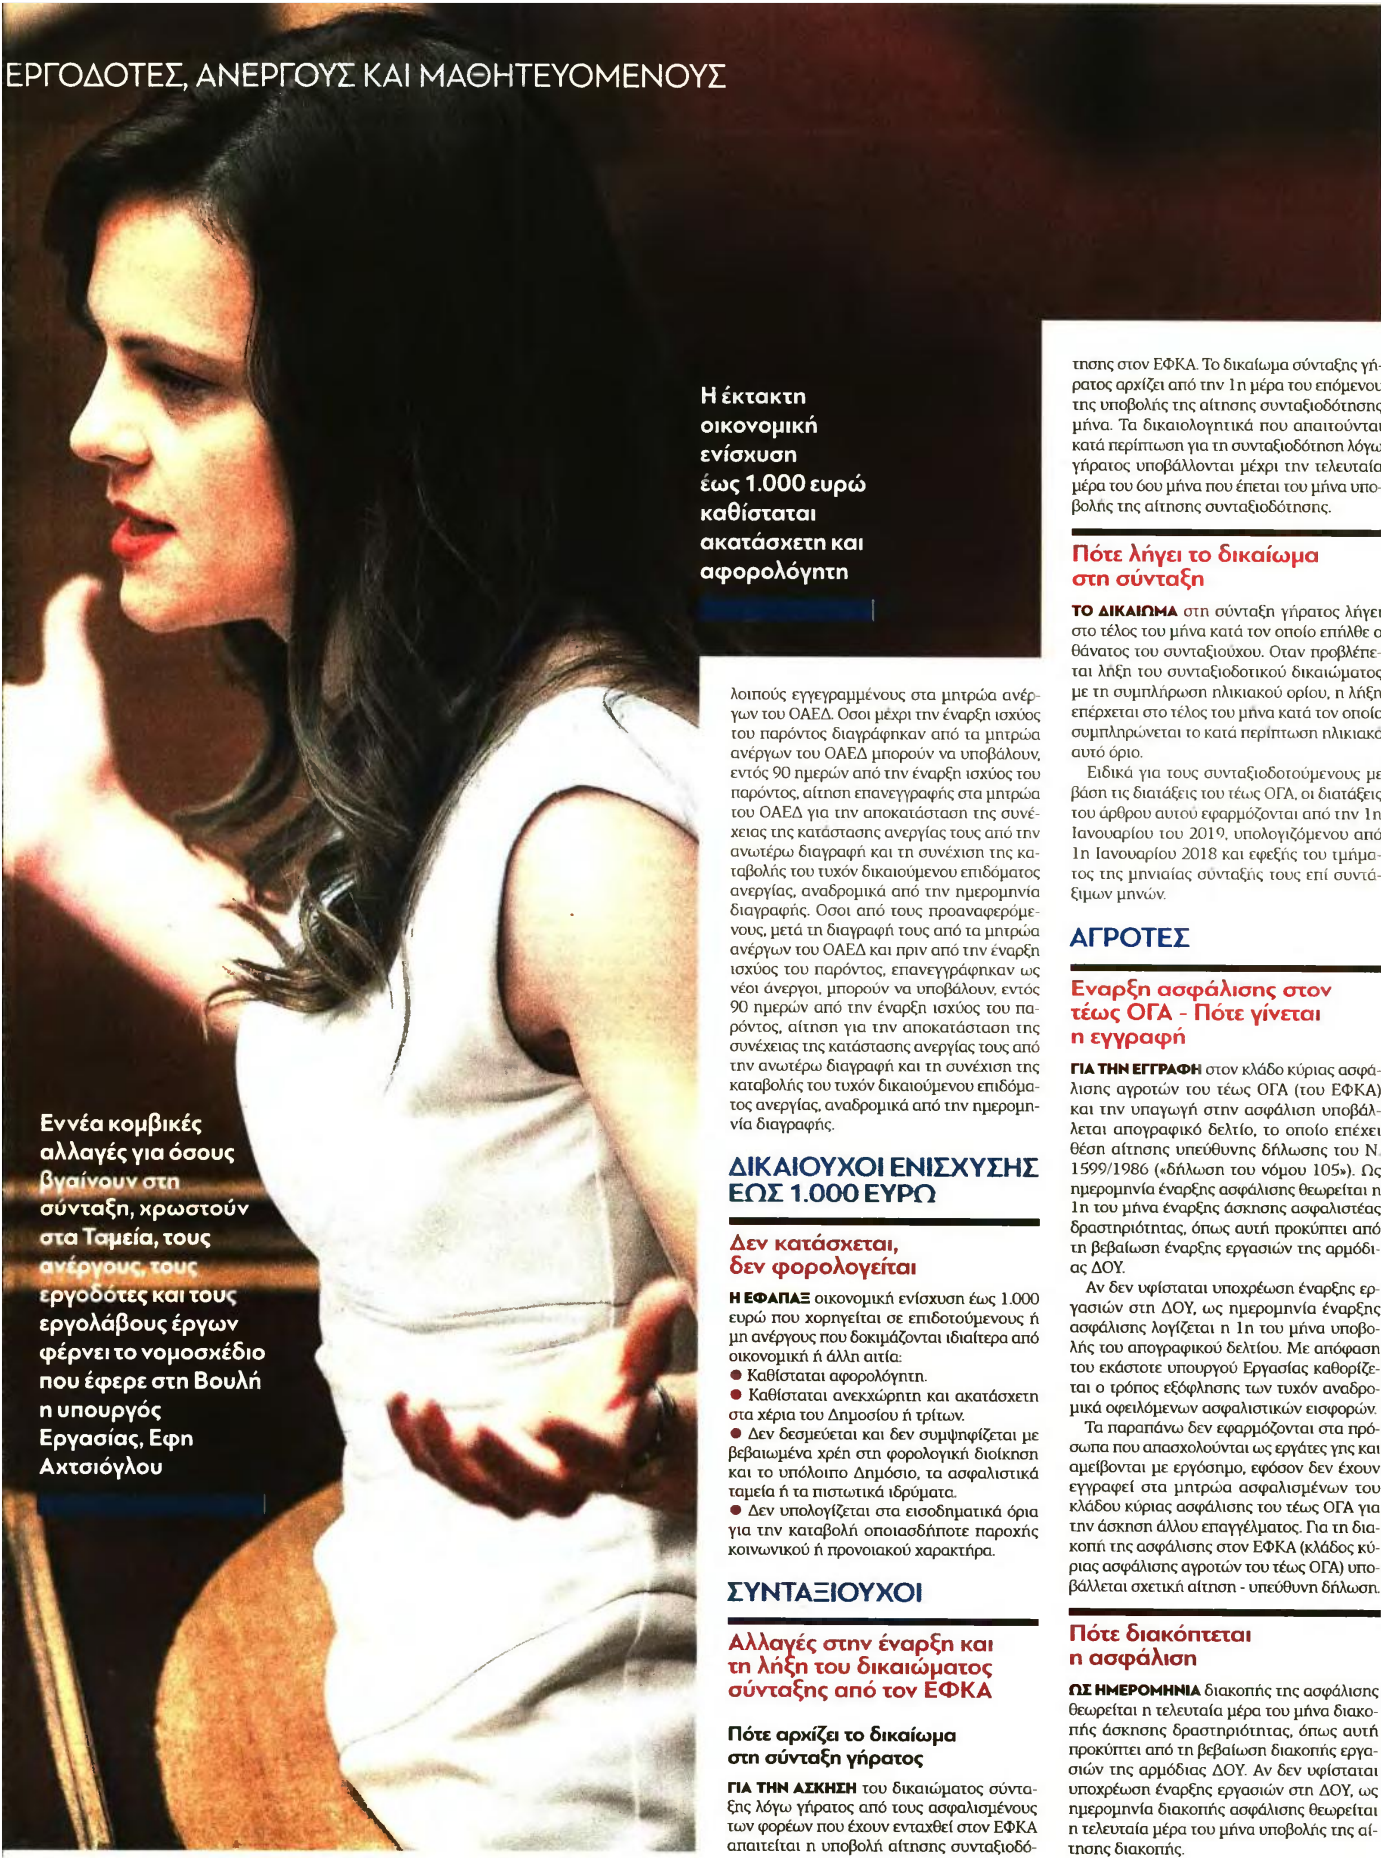 ΕΡΓΟΔΟΤΕΣ, ΑΝΕΡΓΟΥΣ ΚΑΙ ΜΑΘΗΤΕΥΟΜΕΝΟΥΣ
Η έκτακτη
οικονομική
ενίσχυση
έως 1.000 ευρώ
καθίσταται
ακατάσχετη και
αφορολόγητη
Εννέα κομβικές
αλλαγές για όσους
βγαίνουν στη
σύνταξη, χρωστούν
στα Ταμεία, τους
ανέργους, τους
εργοδότες και τους
εργολάβους έργων
φέρνει το νομοσχέδιο
που έφερε στη Βουλή
η υπουργός
Εργασίας, Εφη
Αχτσιόγλου
λοιπούς εγγεγραμμένους στα μητρώα ανέρ-
γων του ΟΑΕΔ. Οσοι μέχρι την έναρξη ισχύος
του παρόντος διαγράφηκαν από τα μητρώα
ανέργων του ΟΑΕΔ μπορούν να υποβάλουν,
εντός 90 ημερών από την έναρξη ισχύος του
παρόντος, αίτηση επανεγγραφής στα μητρώα
του ΟΑΕΔ για την αποκατάσταση της συνέ-
χειας της κατάστασης ανεργίας τους από την
ανωτέρω διαγραφή και τη συνέχιση της κα-
ταβολής του τυχόν δικαιούμενου επιδόματος
ανεργίας, αναδρομικά από την ημερομηνία
διαγραφής. Οσοι από τους προαναφερόμε-
νους, μετά τη διαγραφή τους από τα μητρώα
ανέργων του ΟΑΕΔ και πριν από την έναρξη
ισχύος του παρόντος, επανεγγράφηκαν ως
νέοι άνεργοι, μπορούν να υποβάλουν, εντός
90 ημερών από την έναρξη ισχύος του πα-
ρόντος, αίτηση για την αποκατάσταση της
συνέχειας της κατάστασης ανεργίας τους από
την ανωτέρω διαγραφή και τη συνέχιση της
καταβολής του τυχόν δικαιούμενου επιδόμα-
τος ανεργίας, αναδρομικά από την ημερομη-
νία διαγραφής.
ΔΙΚΑΙΟΥΧΟΙ ΕΝΙΣΧΥΣΗΣ
ΕΩΣ 1.000 ΕΥΡΩ
Δεν κατάσχεται,
δεν φορολογείται
Η ΕΦΑΠΑΞ οικονομική ενίσχυση έως 1.000
ευρώ που χορηγείται σε επιδοτούμενους ή
μη ανέργους που δοκιμάζονται ιδιαίτερα από
οικονομική ή άλλη αιτία:
● Καθίσταται αφορολόγητη.
● Καθίσταται ανεκχώρητη και ακατάσχετη
στα χέρια του Δημοσίου ή τρίτων.
● Δεν δεσμεύεται και δεν συμψηφίζεται με
βεβαιωμένα χρέη στη φορολογική διοίκηση
και το υπόλοιπο Δημόσιο, τα ασφαλιστικά
ταμεία ή τα πιστωτικά ιδρύματα.
● Δεν υπολογίζεται στα εισοδηματικά όρια
για την καταβολή οποιασδήποτε παροχής
κοινωνικού ή προνοιακού χαρακτήρα.
ΣΥΝΤΑΞΙΟΥΧΟΙ
Αλλαγές στην έναρξη και
τη λήξη του δικαιώματος
σύνταξης από τον ΕΦΚΑ
Πότε αρχίζει το δικαίωμα
στη σύνταξη γήρατος
ΓΙΑ ΤΗΝ ΑΣΚΗΣΗ του δικαιώματος σύντα-
ξης λόγω γήρατος από τους ασφαλισμένους
των φορέων που έχουν ενταχθεί στον ΕΦΚΑ
απαιτείται η υποβολή αίτησης συνταξιοδό-
τησης στον ΕΦΚΑ. Το δικαίωμα σύνταξης γή-
ρατος αρχίζει από την 1η μέρα του επόμενου
της υποβολής της αίτησης συνταξιοδότησης
μήνα. Τα δικαιολογητικά που απαιτούνται
κατά περίπτωση για τη συνταξιοδότηση λόγω
γήρατος υποβάλλονται μέχρι την τελευταία
μέρα του 6ου μήνα που έπεται του μήνα υπο-
βολής της αίτησης συνταξιοδότησης.
Πότε λήγει το δικαίωμα
στη σύνταξη
ΤΟ ΔΙΚΑΙΩΜΑ στη σύνταξη γήρατος λήγει
στο τέλος του μήνα κατά τον οποίο επήλθε ο
θάνατος του συνταξιούχου. Οταν προβλέπε-
ται λήξη του συνταξιοδοτικού δικαιώματος
με τη συμπλήρωση ηλικιακού ορίου, η λήξη
επέρχεται στο τέλος του μήνα κατά τον οποίο
συμπληρώνεται το κατά περίπτωση ηλικιακό
αυτό όριο.
Ειδικά για τους συνταξιοδοτούμενους με
βάση τις διατάξεις του τέως ΟΓΑ, οι διατάξεις
του άρθρου αυτού εφαρμόζονται από την 1η
Ιανουαρίου του 2019, υπολογιζόμενου από
1η Ιανουαρίου 2018 και εφεξής του τμήμα-
τος της μηνιαίας σύνταξής τους επί συντά-
ξιμων μηνών.
ΑΓΡΟΤΕΣ
Εναρξη ασφάλισης στον
τέως ΟΓΑ - Πότε γίνεται
η εγγραφή
ΓΙΑ ΤΗΝ ΕΓΓΡΑΦΗ στον κλάδο κύριας ασφά-
λισης αγροτών του τέως ΟΓΑ (του ΕΦΚΑ)
και την υπαγωγή στην ασφάλιση υποβάλ-
λεται απογραφικό δελτίο, το οποίο επέχει
θέση αίτησης υπεύθυνης δήλωσης του Ν.
1599/1986 («δήλωση του νόμου 105»). Ως
ημερομηνία έναρξης ασφάλισης θεωρείται η
1η του μήνα έναρξης άσκησης ασφαλιστέας
δραστηριότητας, όπως αυτή προκύπτει από
τη βεβαίωση έναρξης εργασιών της αρμόδι-
ας ΔΟΥ.
Αν δεν υφίσταται υποχρέωση έναρξης ερ-
γασιών στη ΔΟΥ, ως ημερομηνία έναρξης
ασφάλισης λογίζεται η 1η του μήνα υποβο-
λής του απογραφικού δελτίου. Με απόφαση
του εκάστοτε υπουργού Εργασίας καθορίζε-
ται ο τρόπος εξόφλησης των τυχόν αναδρο-
μικά οφειλόμενων ασφαλιστικών εισφορών.
Τα παραπάνω δεν εφαρμόζονται στα πρό-
σωπα που απασχολούνται ως εργάτες γης και
αμείβονται με εργόσημο, εφόσον δεν έχουν
εγγραφεί στα μητρώα ασφαλισμένων του
κλάδου κύριας ασφάλισης του τέως ΟΓΑ για
την άσκηση άλλου επαγγέλματος. Για τη δια-
κοπή της ασφάλισης στον ΕΦΚΑ (κλάδος κύ-
ριας ασφάλισης αγροτών του τέως ΟΓΑ) υπο-
βάλλεται σχετική αίτηση - υπεύθυνη δήλωση.
Πότε διακόπτεται
η ασφάλιση
ΩΣ ΗΜΕΡΟΜΗΝΙΑ διακοπής της ασφάλισης
θεωρείται η τελευταία μέρα του μήνα διακο-
πής άσκησης δραστηριότητας, όπως αυτή
προκύπτει από τη βεβαίωση διακοπής εργα-
σιών της αρμόδιας ΔΟΥ. Αν δεν υφίσταται
υποχρέωση έναρξης εργασιών στη ΔΟΥ, ως
ημερομηνία διακοπής ασφάλισης θεωρείται
η τελευταία μέρα του μήνα υποβολής της αί-
τησης διακοπής.